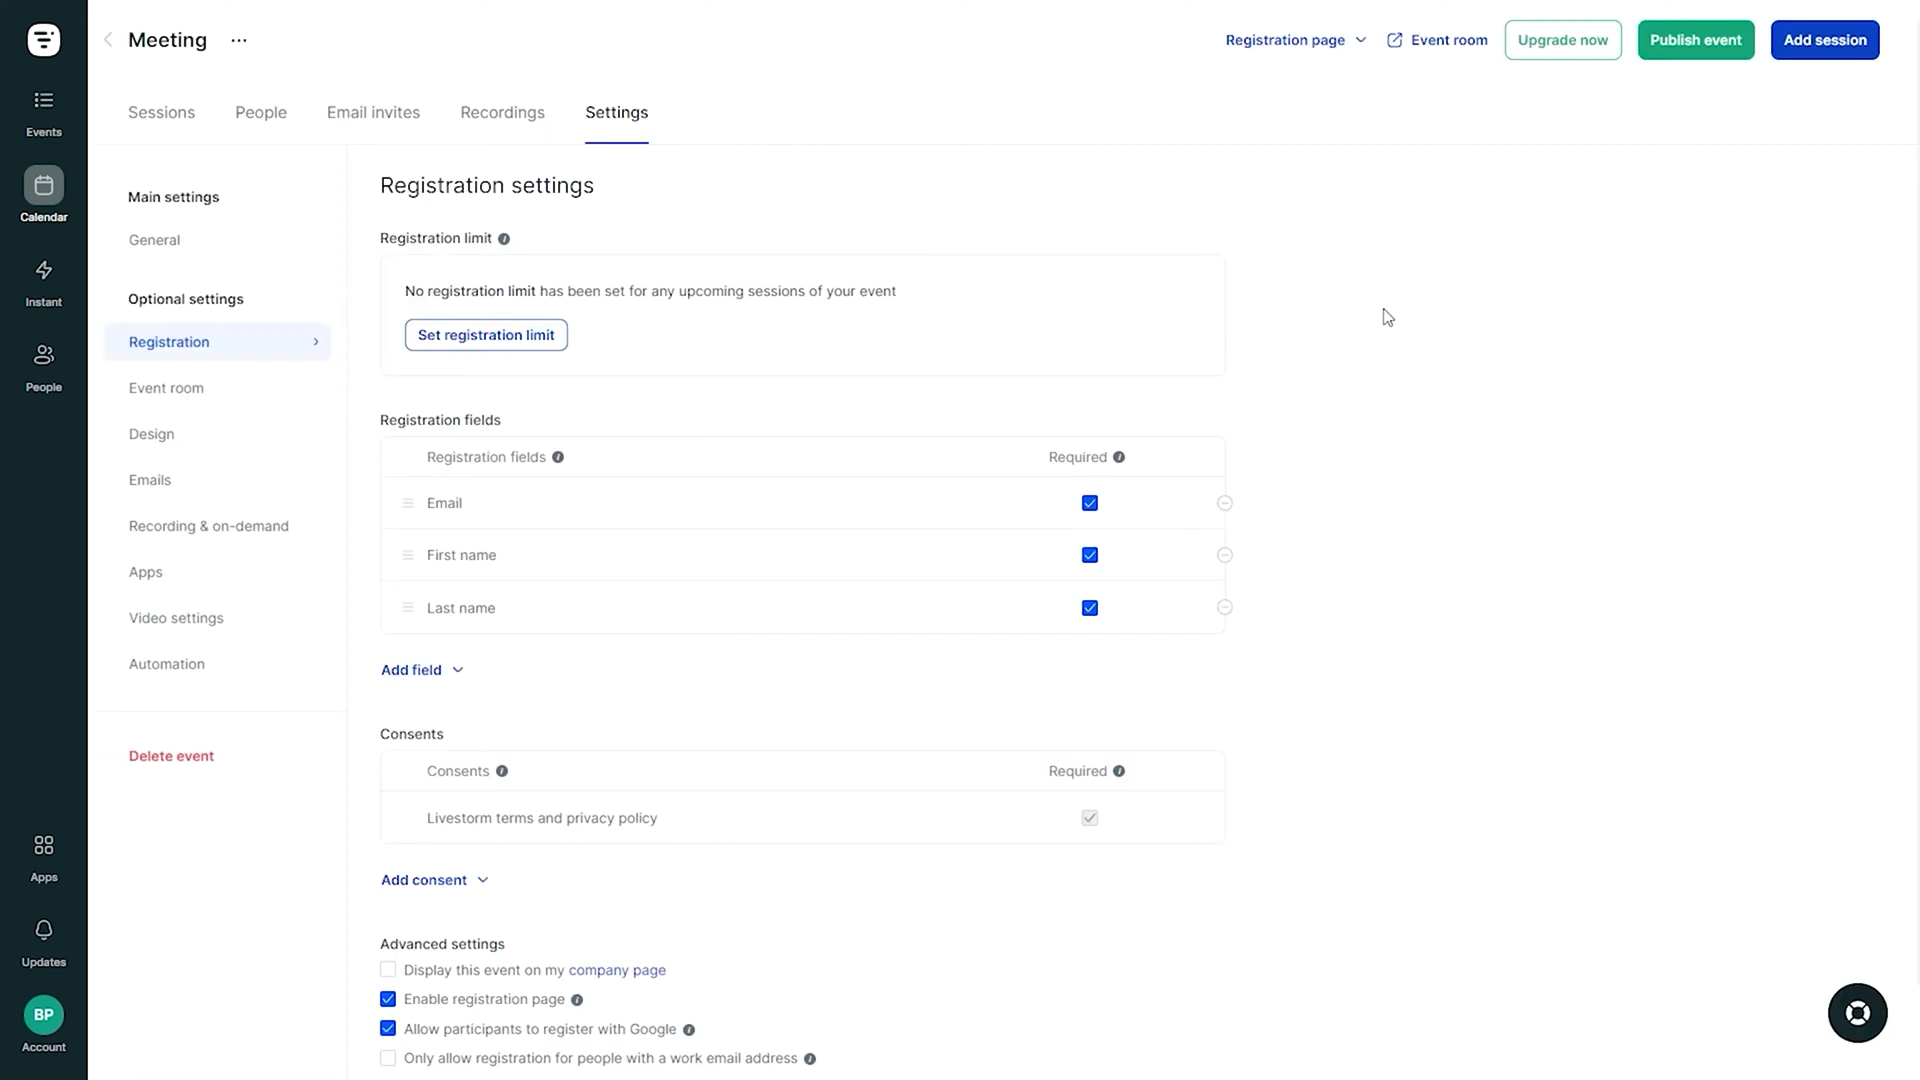 Meeting ...
Registration page
Event room
Upgrade now
Publish event
Add session
Events
Calendar
Instant
People
Apps
Updates
BP
Account
Sessions
People
Email invites
Recordings
Settings
Main settings
General
Optional settings
Registration
Event room
Design
Emails
Recording & on-demand
Apps
Video settings
Automation
Delete event
Registration settings
Registration limit
No registration limit has been set for any upcoming sessions of your event
Set registration limit
Registration fields
Registration fields Required
Email
First name
Last name
Add field
Consents
Consents Required
Livestorm terms and privacy policy
Add consent
Advanced settings
Display this event on my company page
Enable registration page
Allow participants to register with Google
Only allow registration for people with a work email address